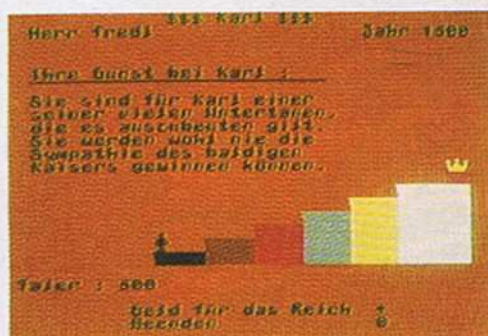 *** Karl ***
Herr Fredi Jahr 1500
Ihre Gunst bei Karl :
Sie sind für Karl einer
seiner vielen Untertanen,
die es auszubeuten gilt.
Sie werden wohl nie die
Sympathie des baldigen
Kaisers gewinnen können.
Taler : 500
Geld für das Reich +
Beenden 0